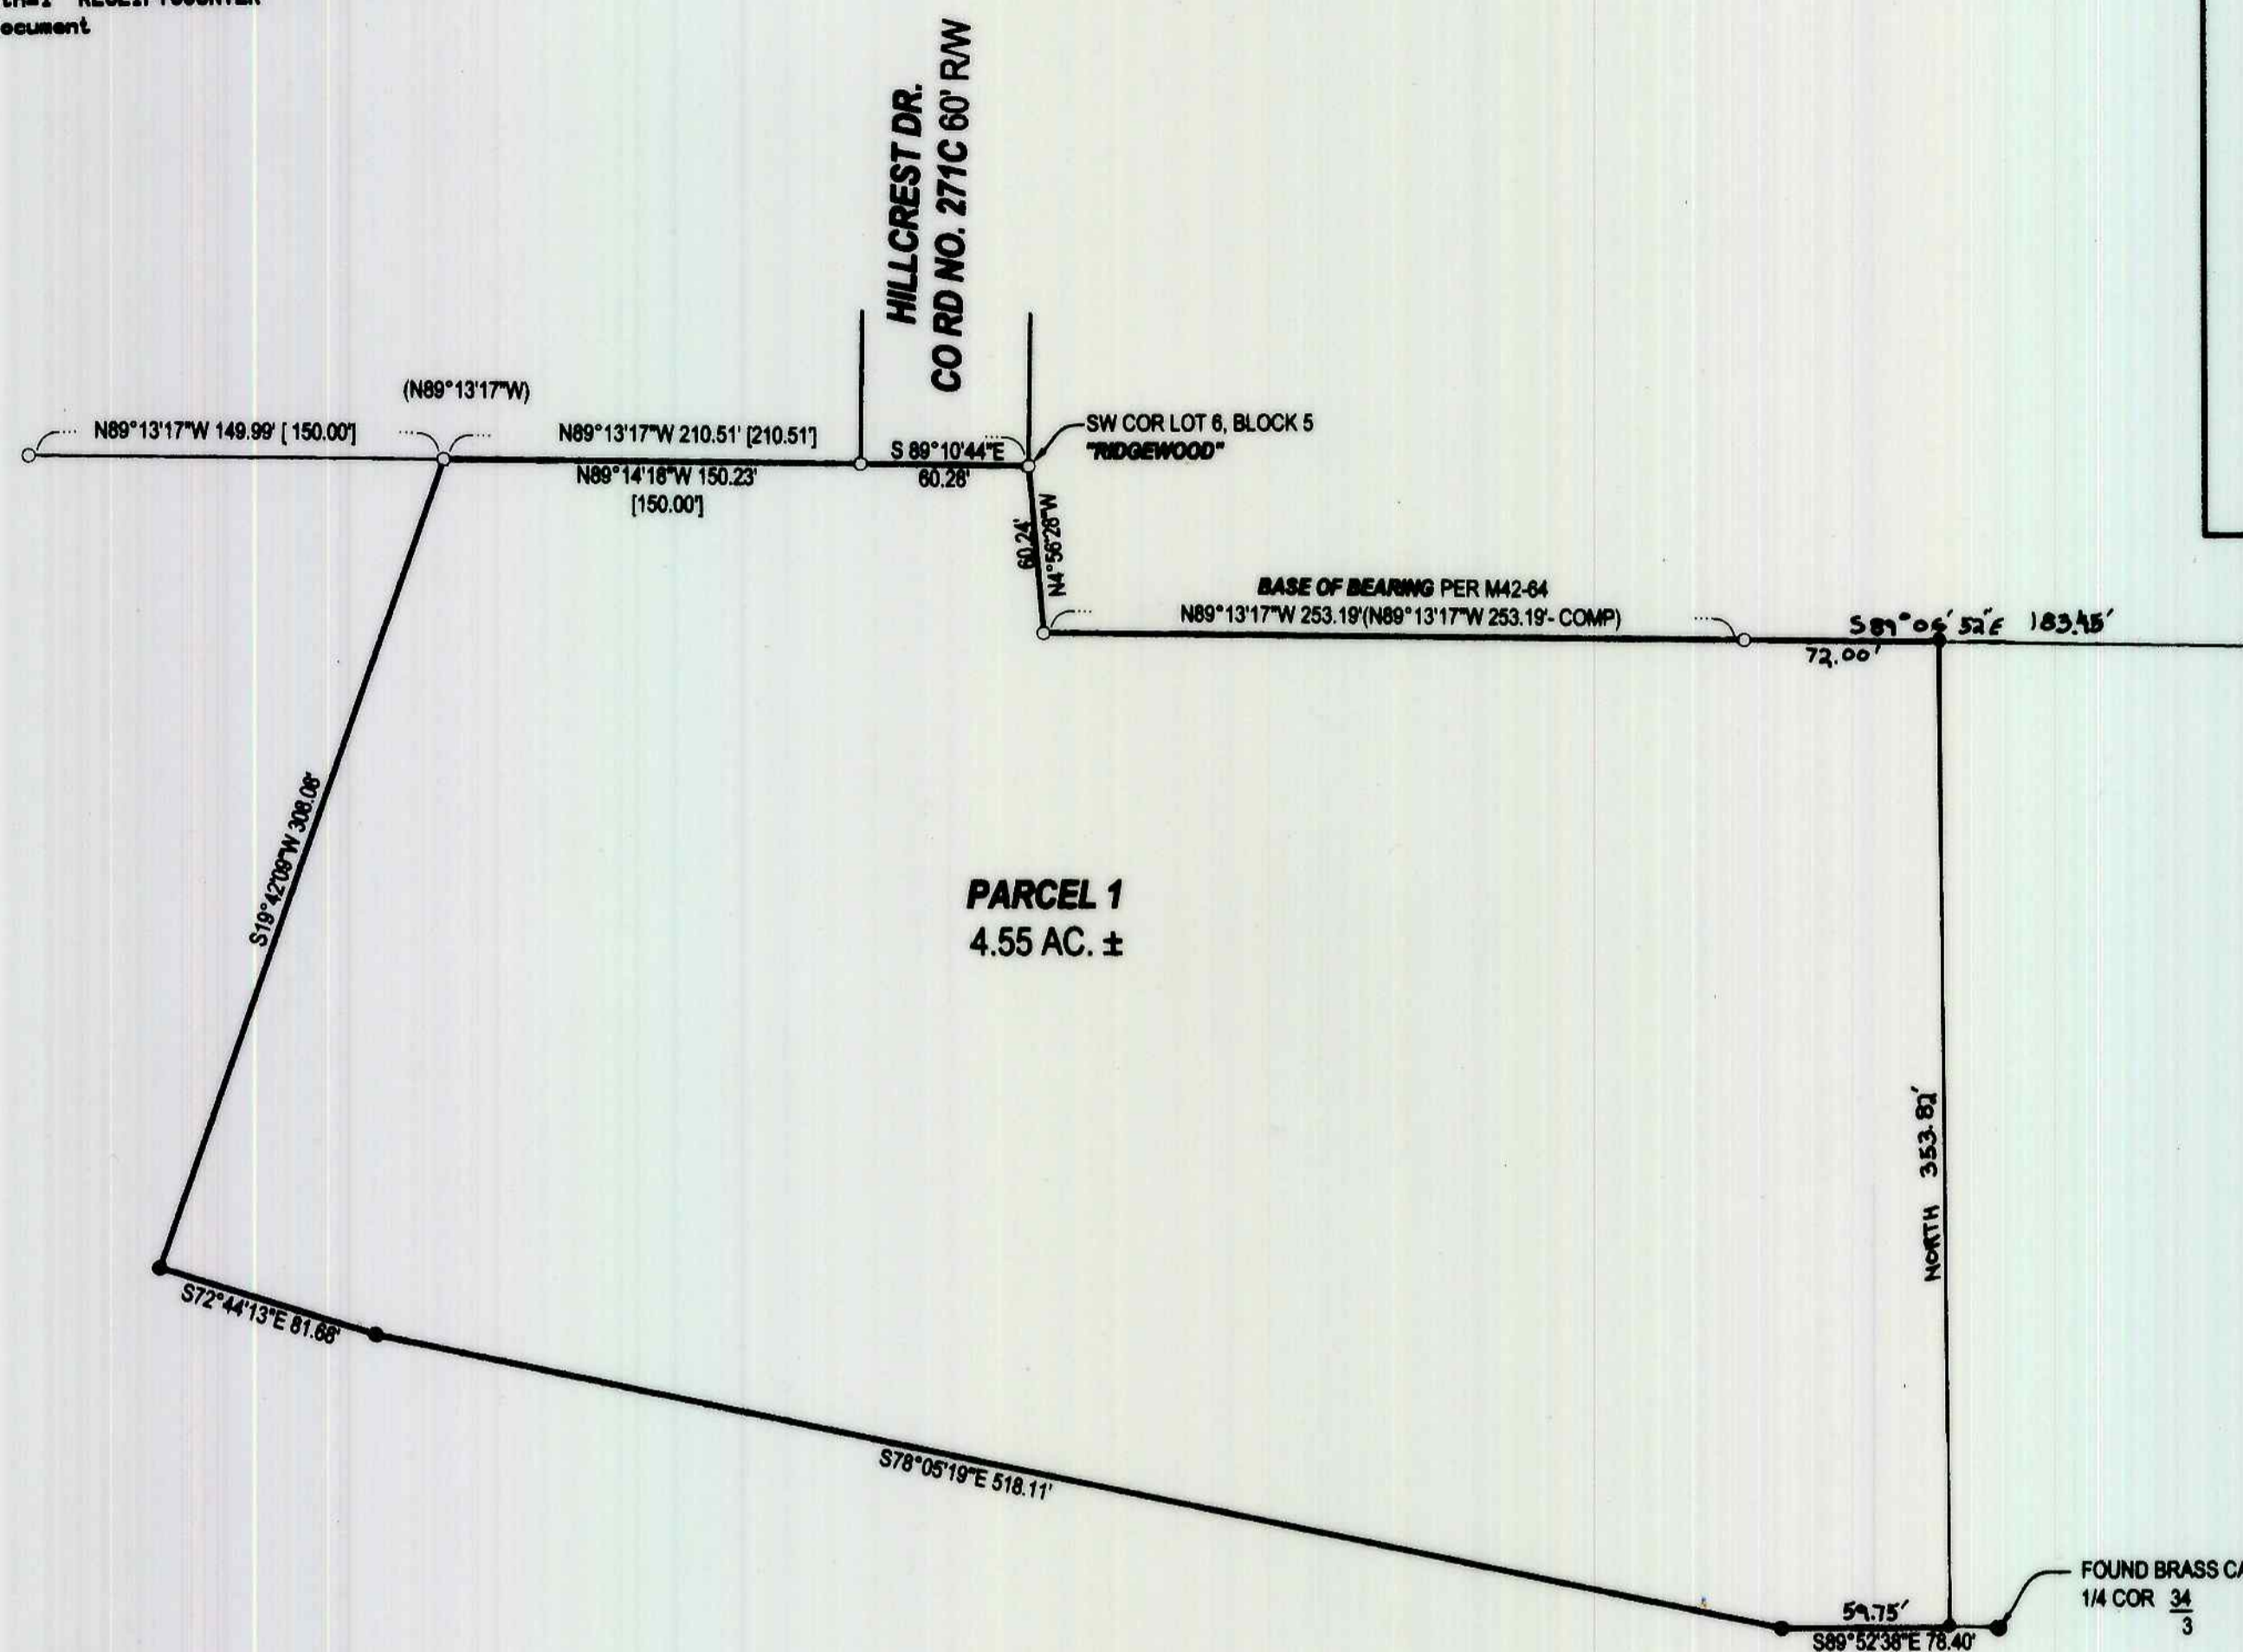 ocument
HILLCREST DR.
CO RD NO. 271C 60' R/W
(N89°13'17"W)
N89°13'17"W 149.99' [ 150.00']
N89°13'17"W 210.51' [210.51']
N89°14'18"W 150.23'
[150.00']
S 89°10'44"E
60.28'
SW COR LOT 6, BLOCK 5
"RIDGEWOOD"
60.24'
N4°56'28"W
BASE OF BEARING PER M42-64
N89°13'17"W 253.19'(N89°13'17"W 253.19'- COMP)
S89°06'52"E 183.45'
72.00'
S19°42'09"W 308.08'
PARCEL 1
4.55 AC. ±
NORTH 353.82'
S72°44'13"E 81.68'
S78°05'19"E 518.11'
59.75'
S89°52'38"E 78.40'
FOUND BRASS CA
1/4 COR 34
3